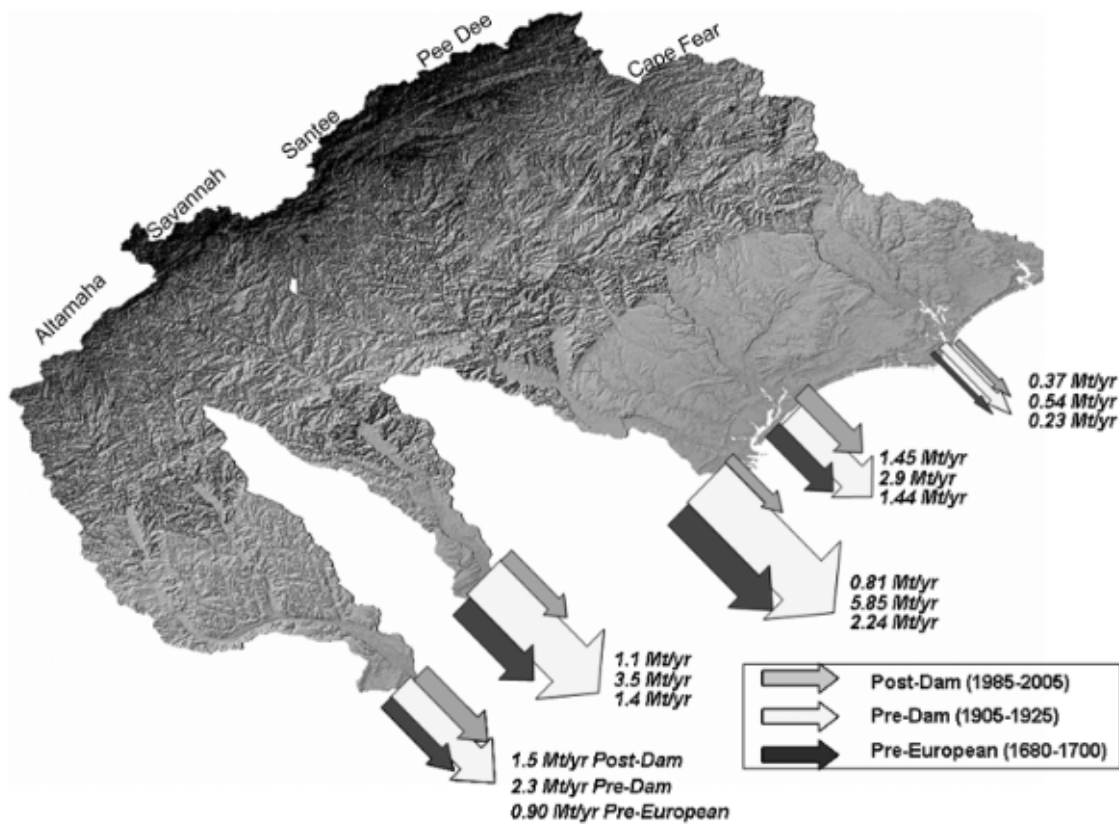 Pee Dee
Cape Fear
Santee
Savannah
Altamaha
0.37 Mt/yr
0.54 Mt/yr
0.23 Mt/yr
1.45 Mt/yr
2.9 Mt/yr
1.44 Mt/yr
0.81 Mt/yr
5.85 Mt/yr
2.24 Mt/yr
1.1 Mt/yr
3.5 Mt/yr
1.4 Mt/yr
1.5 Mt/yr Post-Dam
2.3 Mt/yr Pre-Dam
0.90 Mt/yr Pre-European
Post-Dam (1985-2005)
Pre-Dam (1905-1925)
Pre-European (1680-1700)